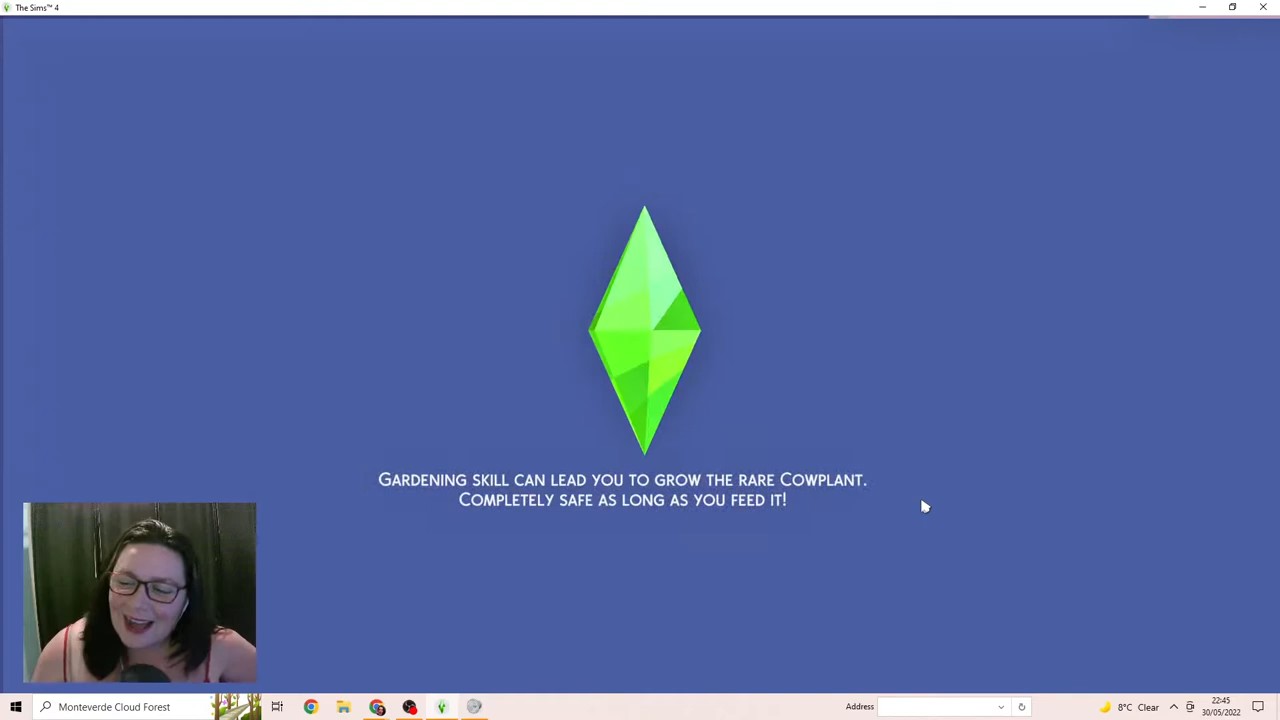 The Sims™ 4
GARDENING SKILL CAN LEAD YOU TO GROW THE RARE COWPLANT.
COMPLETELY SAFE AS LONG AS YOU FEED IT!
Monteverde Cloud Forest
Address
8°C Clear
22:45
30/05/2022